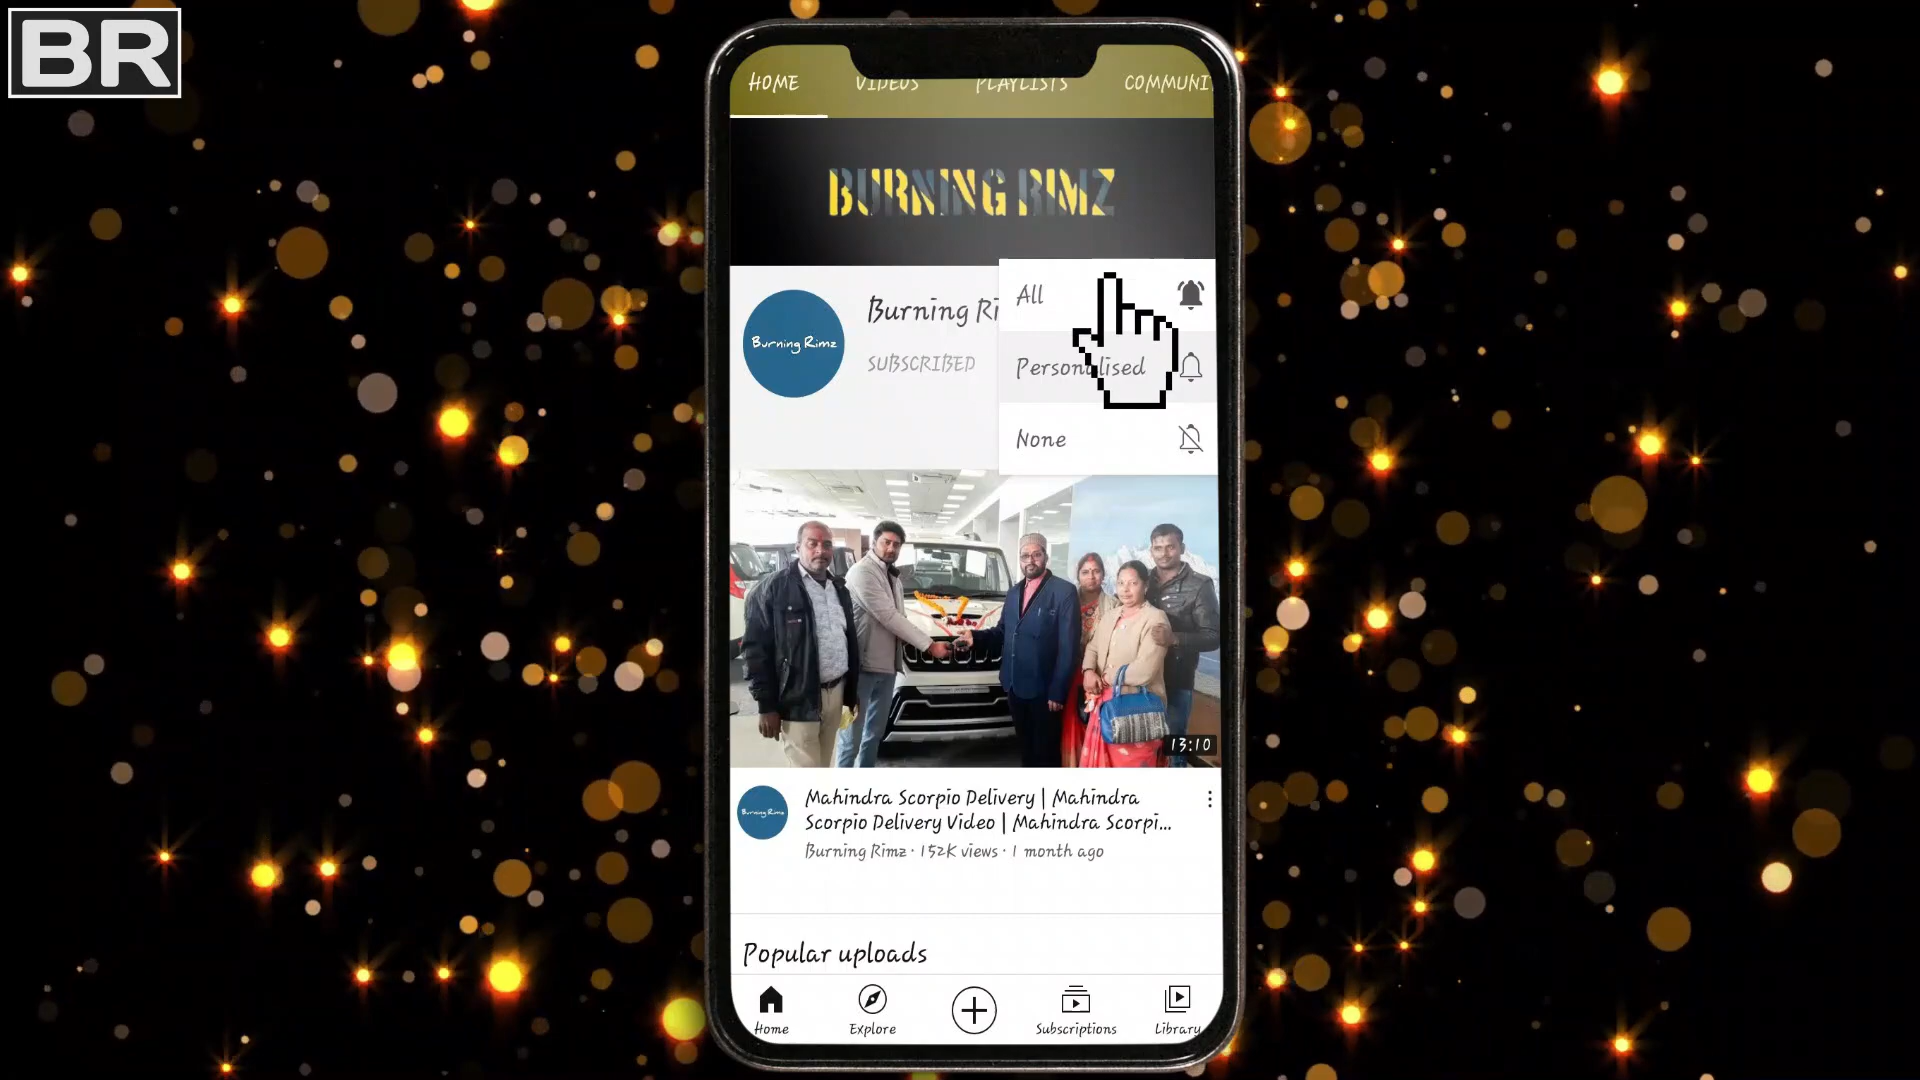 BR
HOME VIDEOS PLAYLISTS COMMUNI
BURNING RIMZ
Burning Ri
SUBSCRIBED
Burning Rimz
All
Personalised
None
13:10
Mahindra Scorpio Delivery | Mahindra
Scorpio Delivery Video | Mahindra Scorpi...
Burning Rimz · 152K views · 1 month ago
Burning Rimz
Popular uploads
Home Explore Subscriptions Library